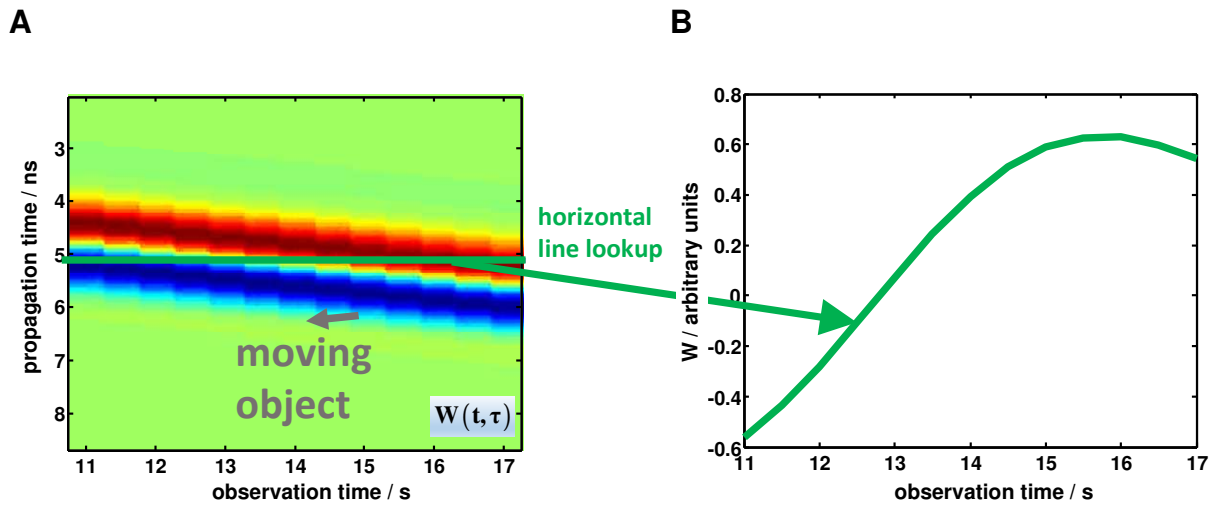 A
propagation time / ns
3
4
5
6
7
8
11 12 13 14 15 16 17
observation time / s
moving
object
W(t,τ)
horizontal
line lookup
B
W / arbitrary units
0.8
0.6
0.4
0.2
0
-0.2
-0.4
-0.6
11 12 13 14 15 16 17
observation time / s